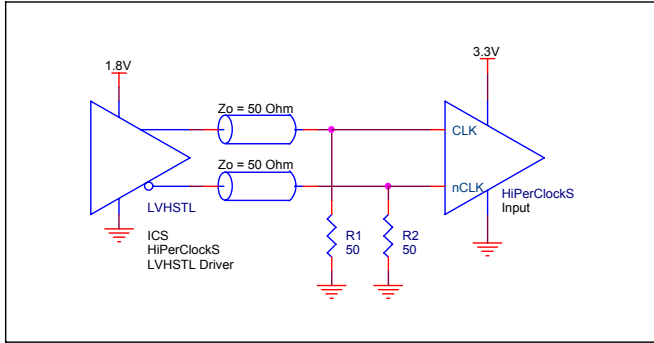 1.8V
3.3V
Zo = 50 Ohm
CLK
Zo = 50 Ohm
nCLK
LVHSTL
HiPerClockS
Input
ICS
HiPerClockS
LVHSTL Driver
R1
50
R2
50